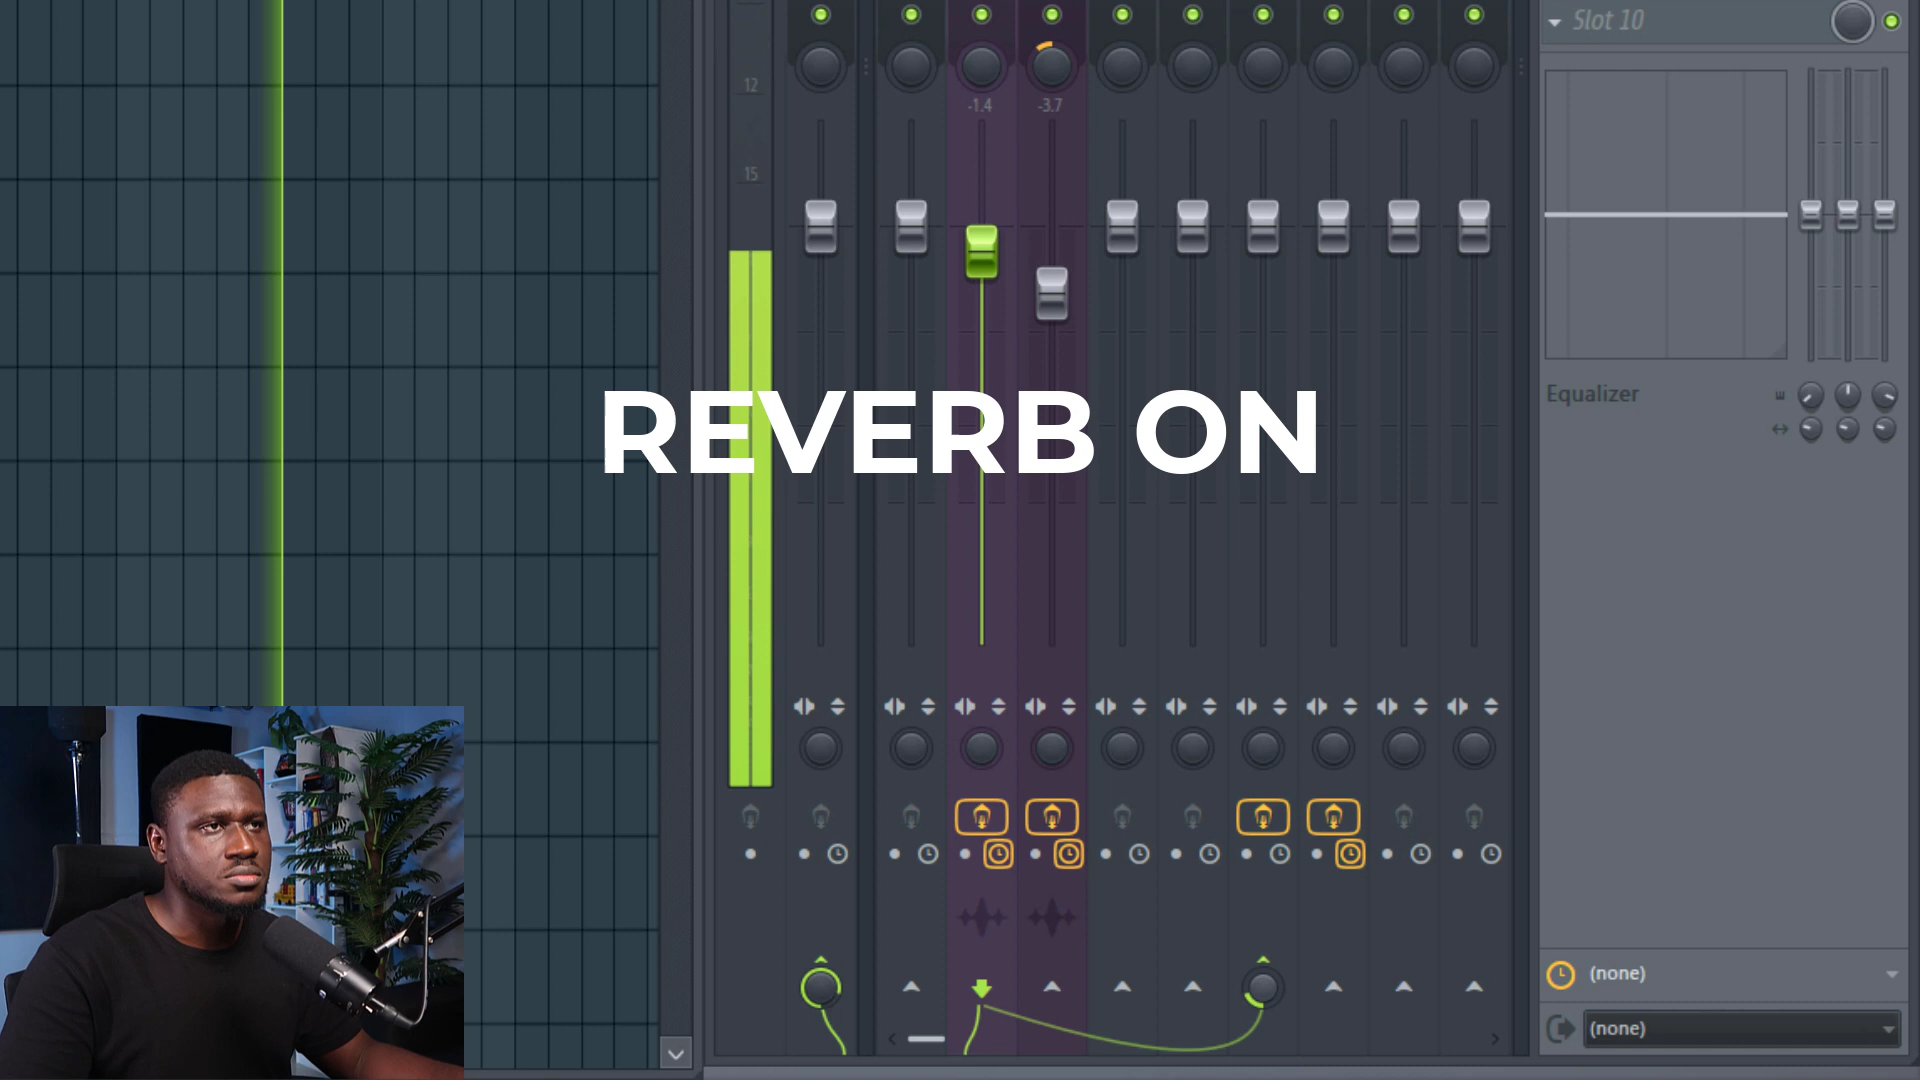 Slot 10
12
-1.4
-3.7
15
REVERB ON
Equalizer
(none)
(none)